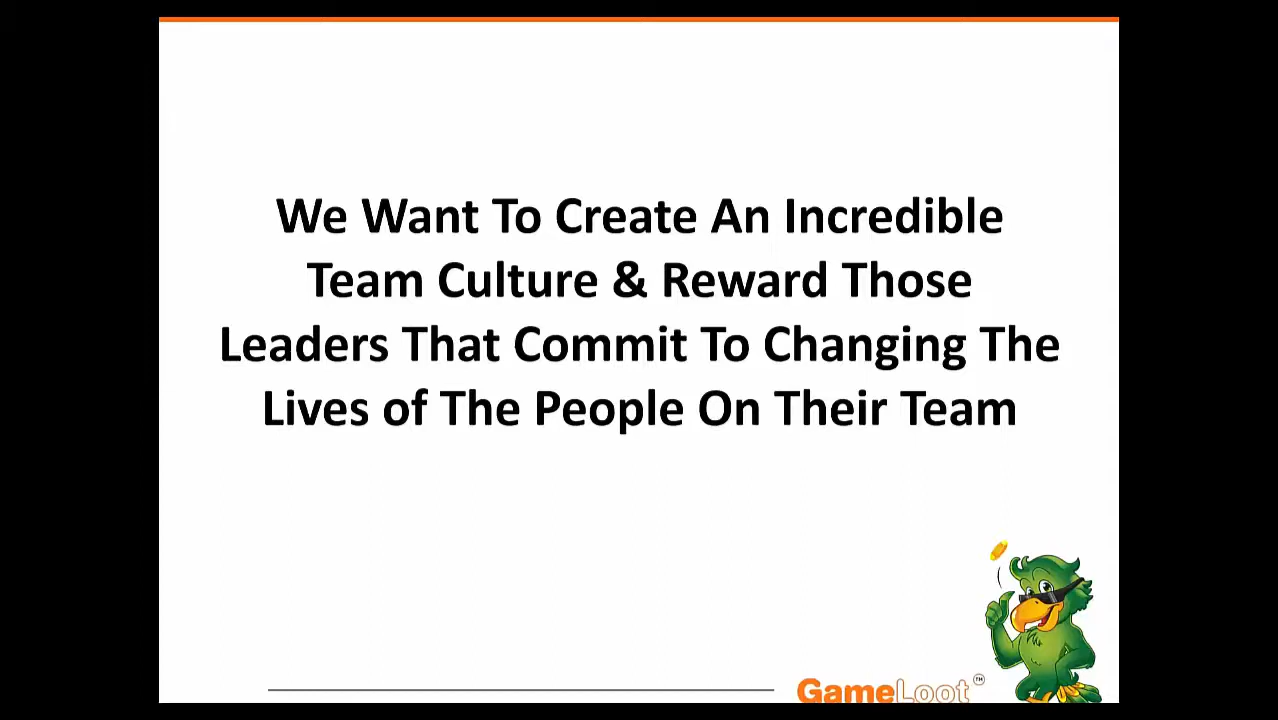 We Want To Create An Incredible
Team Culture & Reward Those
Leaders That Commit To Changing The
Lives of The People On Their Team
GameLoot™